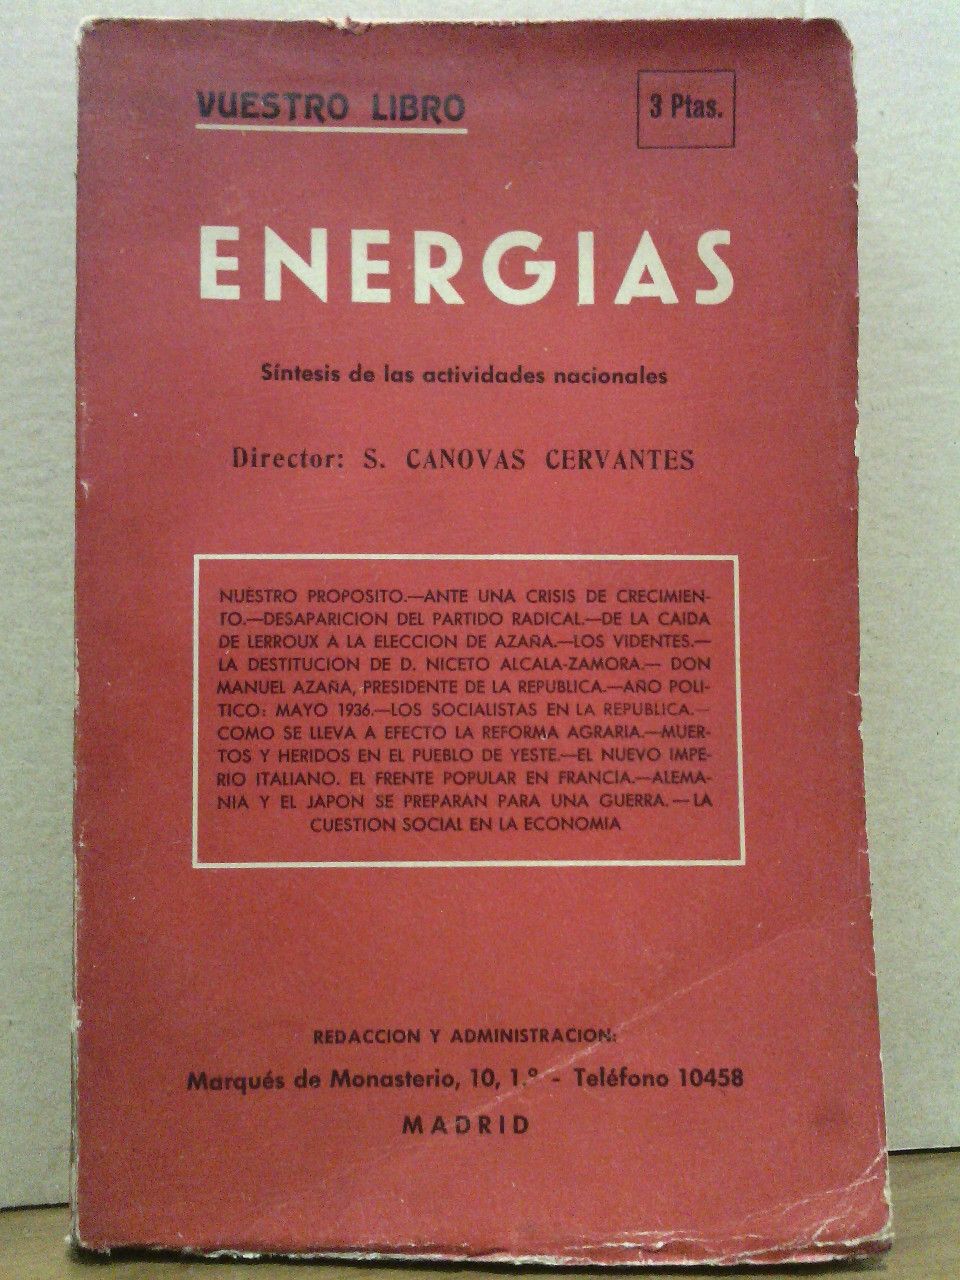 VUESTRO LIBRO
3 Ptas.
ENERGIAS
Síntesis de las actividades nacionales
Director: S. CANOVAS CERVANTES
NUESTRO PROPOSITO.—ANTE UNA CRISIS DE CRECIMIEN-
TO.—DESAPARICION DEL PARTIDO RADICAL.—DE LA CAIDA
DE LERROUX A LA ELECCION DE AZAÑA.—LOS VIDENTES.—
LA DESTITUCION DE D. NICETO ALCALA-ZAMORA.— DON
MANUEL AZAÑA, PRESIDENTE DE LA REPUBLICA.—AÑO POLI-
TICO: MAYO 1936.—LOS SOCIALISTAS EN LA REPUBLICA.—
COMO SE LLEVA A EFECTO LA REFORMA AGRARIA.—MUER-
TOS Y HERIDOS EN EL PUEBLO DE YESTE.—EL NUEVO IMPE-
RIO ITALIANO. EL FRENTE POPULAR EN FRANCIA.—ALEMA-
NIA Y EL JAPON SE PREPARAN PARA UNA GUERRA.—LA
CUESTION SOCIAL EN LA ECONOMIA
REDACCION Y ADMINISTRACION:
Marqués de Monasterio, 10, 1.º - Teléfono 10458
MADRID